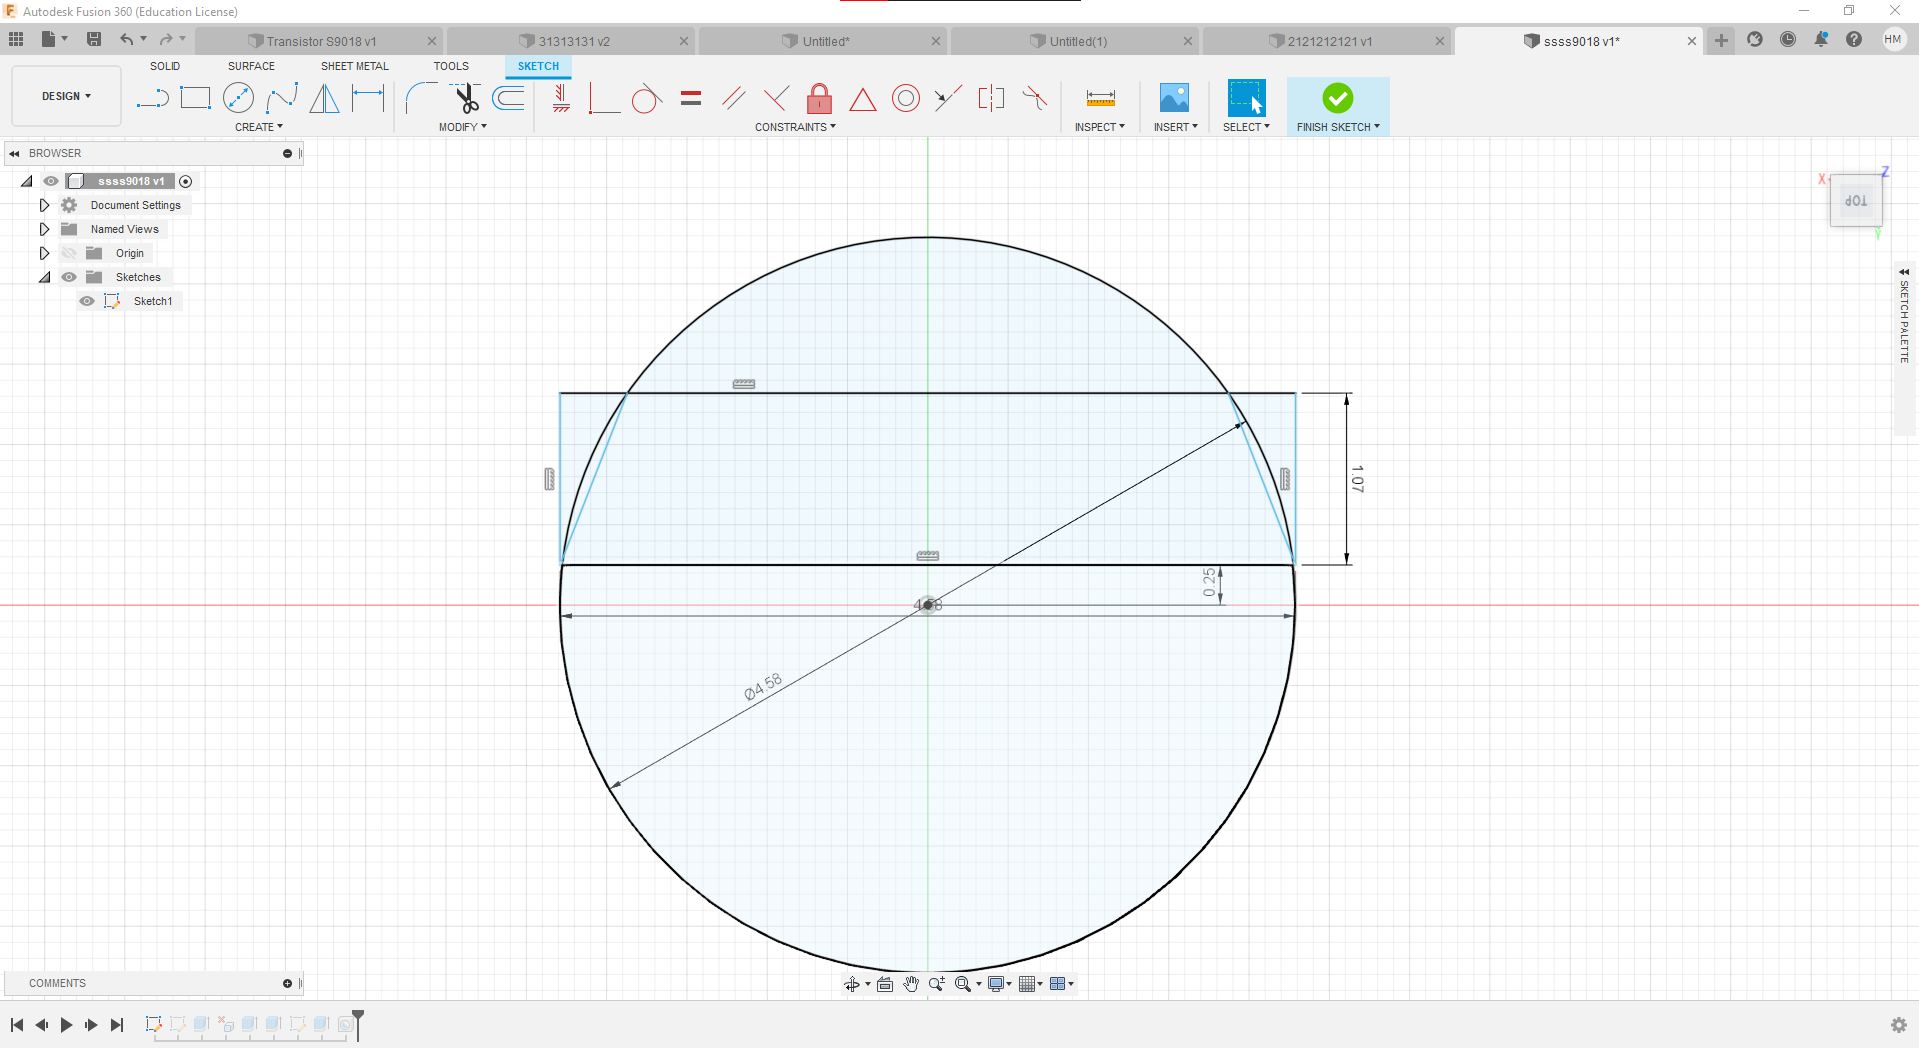 Autodesk Fusion 360 (Education License)
Transistor S9018 v1
31313131 v2
Untitled*
Untitled(1)
2121212121 v1
ssss9018 v1*
HM
SOLID
SURFACE
SHEET METAL
TOOLS
SKETCH
DESIGN
CREATE
MODIFY
CONSTRAINTS
INSPECT
INSERT
SELECT
FINISH SKETCH
BROWSER
ssss9018 v1
Document Settings
Named Views
Origin
Sketches
Sketch1
X
Z
TOP
Y
SKETCH PALETTE
1.07
0.25
4.58
Ø4.58
COMMENTS